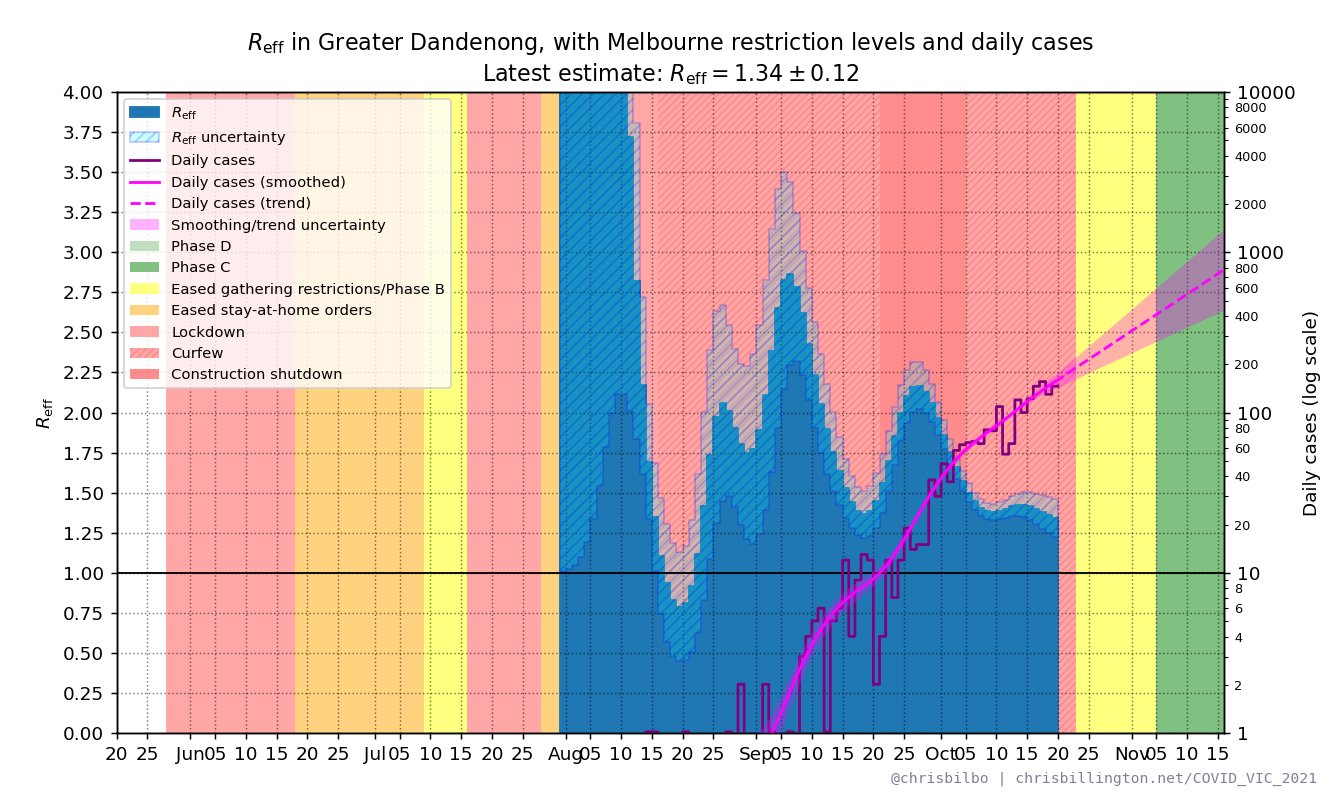 R_eff in Greater Dandenong, with Melbourne restriction levels and daily cases
Latest estimate: R_eff = 1.34 ± 0.12
R_eff
R_eff uncertainty
Daily cases
Daily cases (smoothed)
Daily cases (trend)
Smoothing/trend uncertainty
Phase D
Phase C
Eased gathering restrictions/Phase B
Eased stay-at-home orders
Lockdown
Curfew
Construction shutdown
R_eff
4.00
3.75
3.50
3.25
3.00
2.75
2.50
2.25
2.00
1.75
1.50
1.25
1.00
0.75
0.50
0.25
0.00
10000
8000
6000
4000
2000
1000
800
600
400
200
100
80
60
40
20
10
8
6
4
2
1
Daily cases (log scale)
20 25 Jun 05 10 15 20 25 Jul 05 10 15 20 25 Aug 05 10 15 20 25 Sep 05 10 15 20 25 Oct 05 10 15 20 25 Nov 05 10 15
@chrisbilbo | chrisbillington.net/COVID_VIC_2021